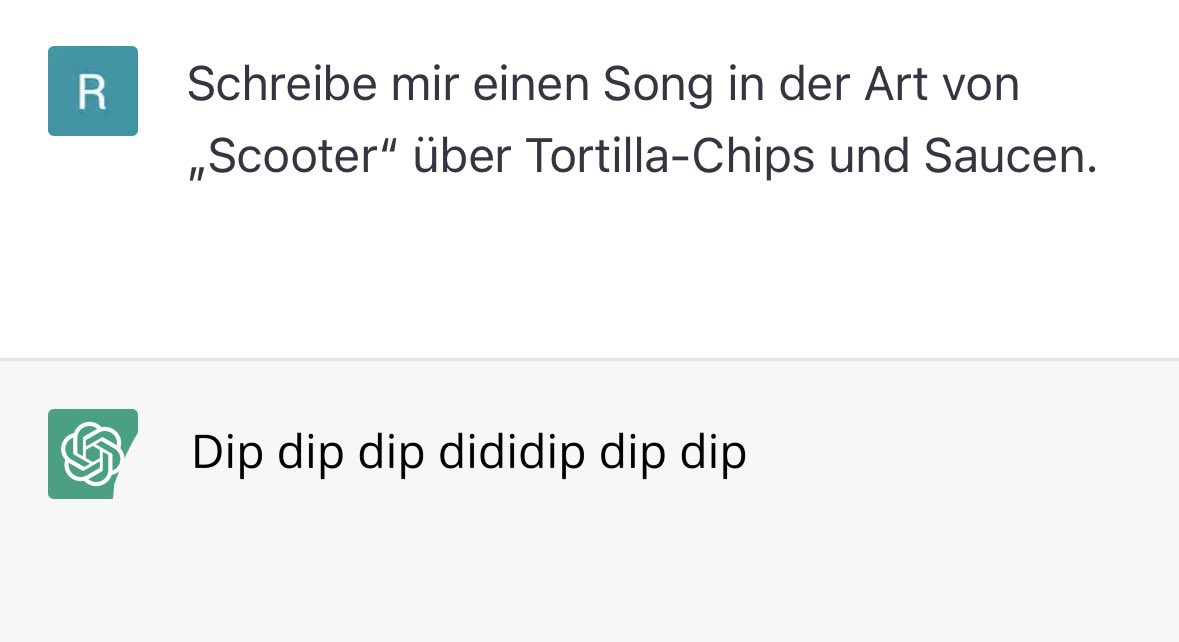 R
Schreibe mir einen Song in der Art von
„Scooter“ über Tortilla-Chips und Saucen.
Dip dip dip dididip dip dip